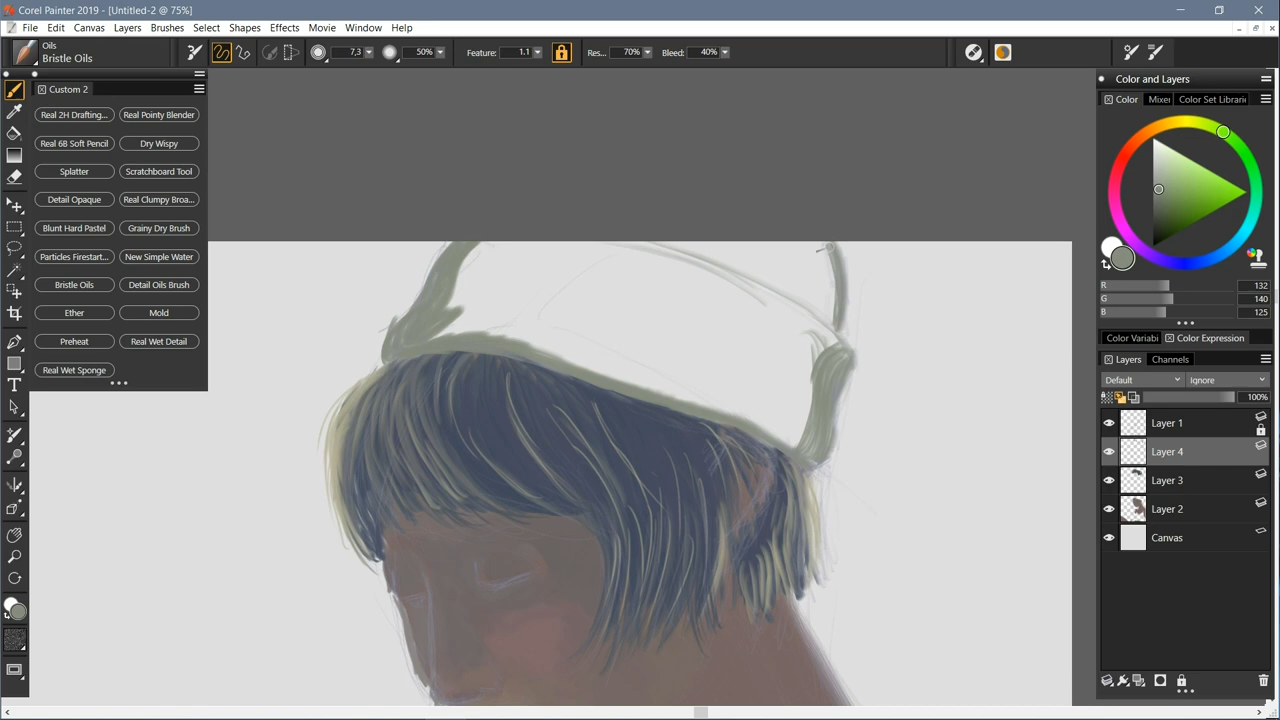 Corel Painter 2019 - [Untitled-2 @ 75%]
File Edit Canvas Layers Brushes Select Shapes Effects Movie Window Help
Oils
Bristle Oils
7,3 50% Feature: 1,1 Res... 70% Bleed: 40%
Custom 2
Real 2H Drafting... Real Pointy Blender
Real 6B Soft Pencil Dry Wispy
Splatter Scratchboard Tool
Detail Opaque Real Clumpy Broa...
Blunt Hard Pastel Grainy Dry Brush
Particles Firestart... New Simple Water
Bristle Oils Detail Oils Brush
Ether Mold
Preheat Real Wet Detail
Real Wet Sponge
Color and Layers
Color Mixer Color Set Librari
R 132
G 140
B 125
Color Variabi Color Expression
Layers Channels
Default Ignore
100%
Layer 1
Layer 4
Layer 3
Layer 2
Canvas